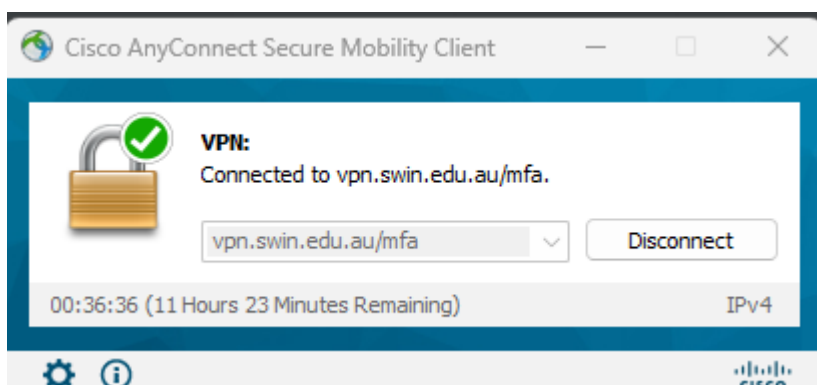 Cisco AnyConnect Secure Mobility Client
VPN:
Connected to vpn.swin.edu.au/mfa.
vpn.swin.edu.au/mfa
Disconnect
00:36:36 (11 Hours 23 Minutes Remaining)
IPv4